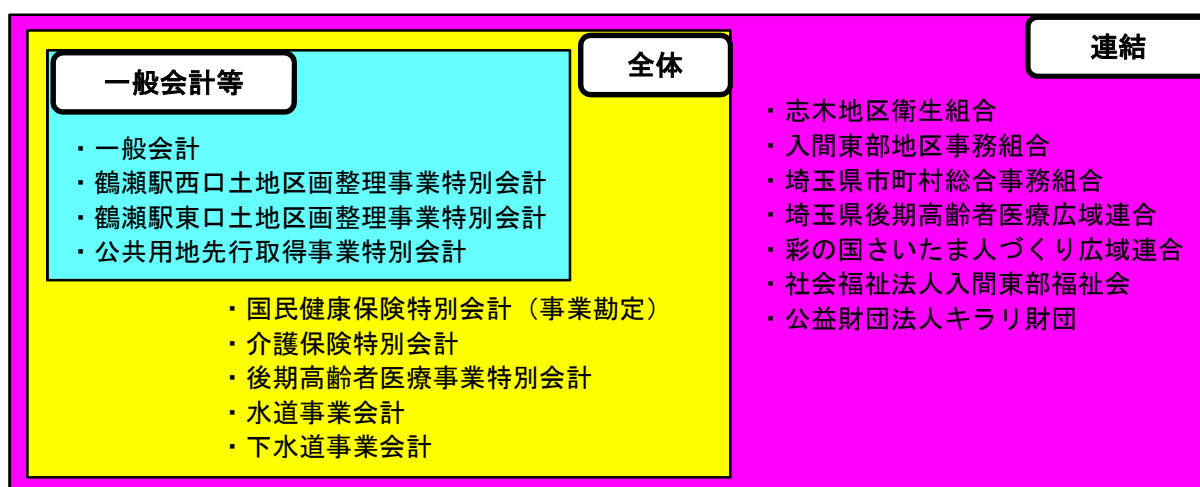 一般会計等
・一般会計
・鶴瀬駅西口土地区画整理事業特別会計
・鶴瀬駅東口土地区画整理事業特別会計
・公共用地先行取得事業特別会計
全体
・国民健康保険特別会計（事業勘定）
・介護保険特別会計
・後期高齢者医療事業特別会計
・水道事業会計
・下水道事業会計
連結
・志木地区衛生組合
・入間東部地区事務組合
・埼玉県市町村総合事務組合
・埼玉県後期高齢者医療広域連合
・彩の国さいたま人づくり広域連合
・社会福祉法人入間東部福祉会
・公益財団法人キラリ財団